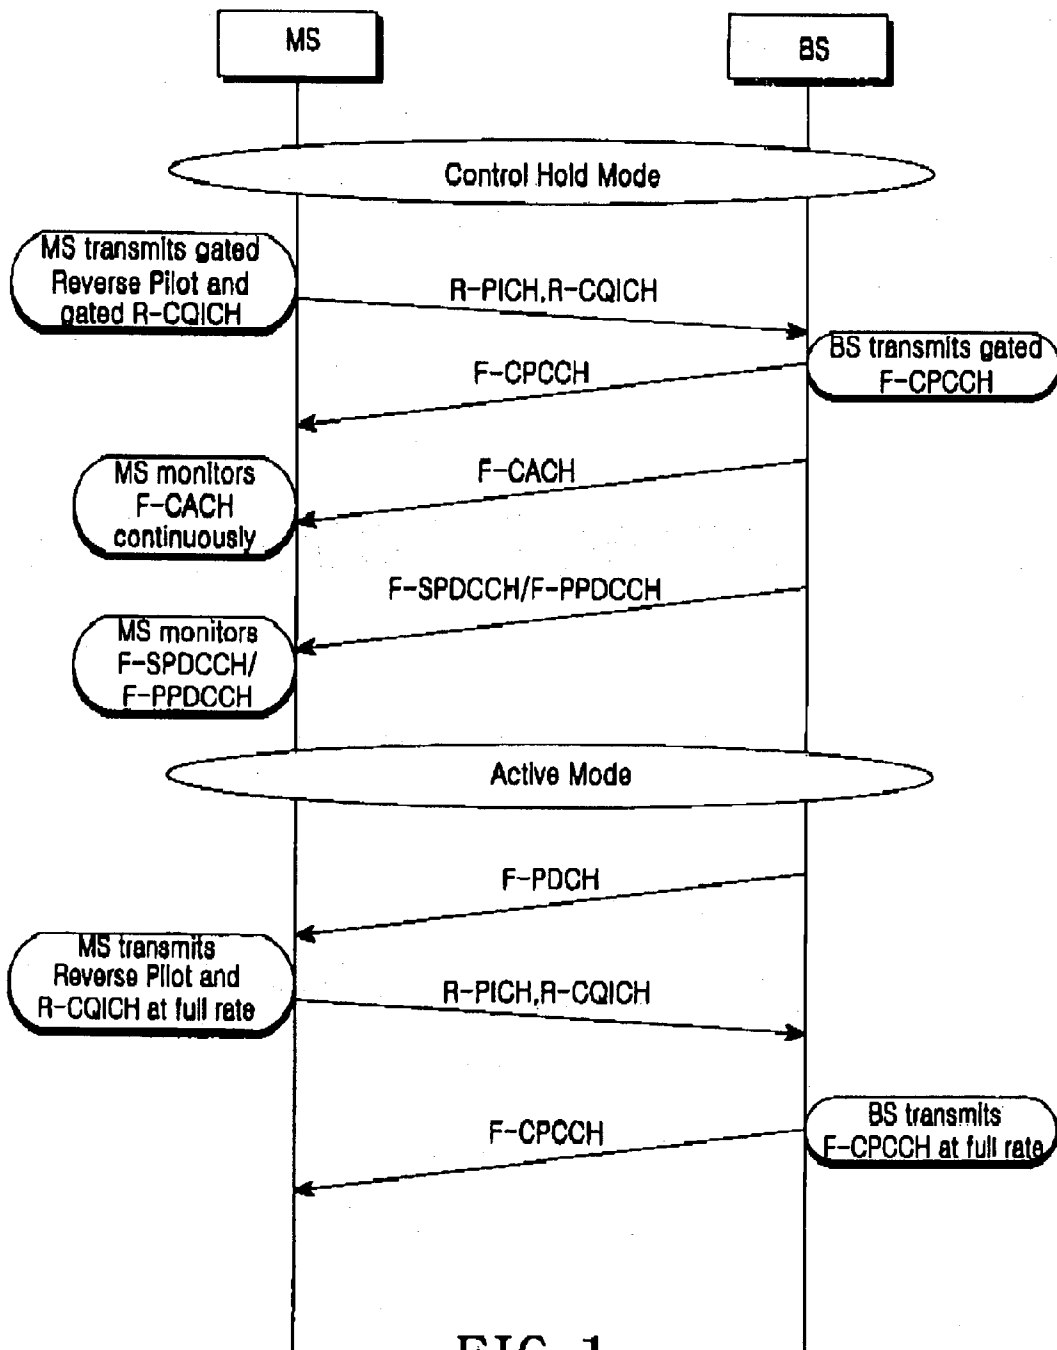 MS
BS
Control Hold Mode
MS transmits gated
Reverse Pilot and
gated R-CQICH
R-PICH,R-CQICH
BS transmits gated
F-CPCCH
F-CPCCH
MS monitors
F-CACH
continuously
F-CACH
F-SPDCCH/F-PPDCCH
MS monitors
F-SPDCCH/
F-PPDCCH
Active Mode
F-PDCH
MS transmits
Reverse Pilot and
R-CQICH at full rate
R-PICH,R-CQICH
F-CPCCH
BS transmits
F-CPCCH at full rate
FIG. 1